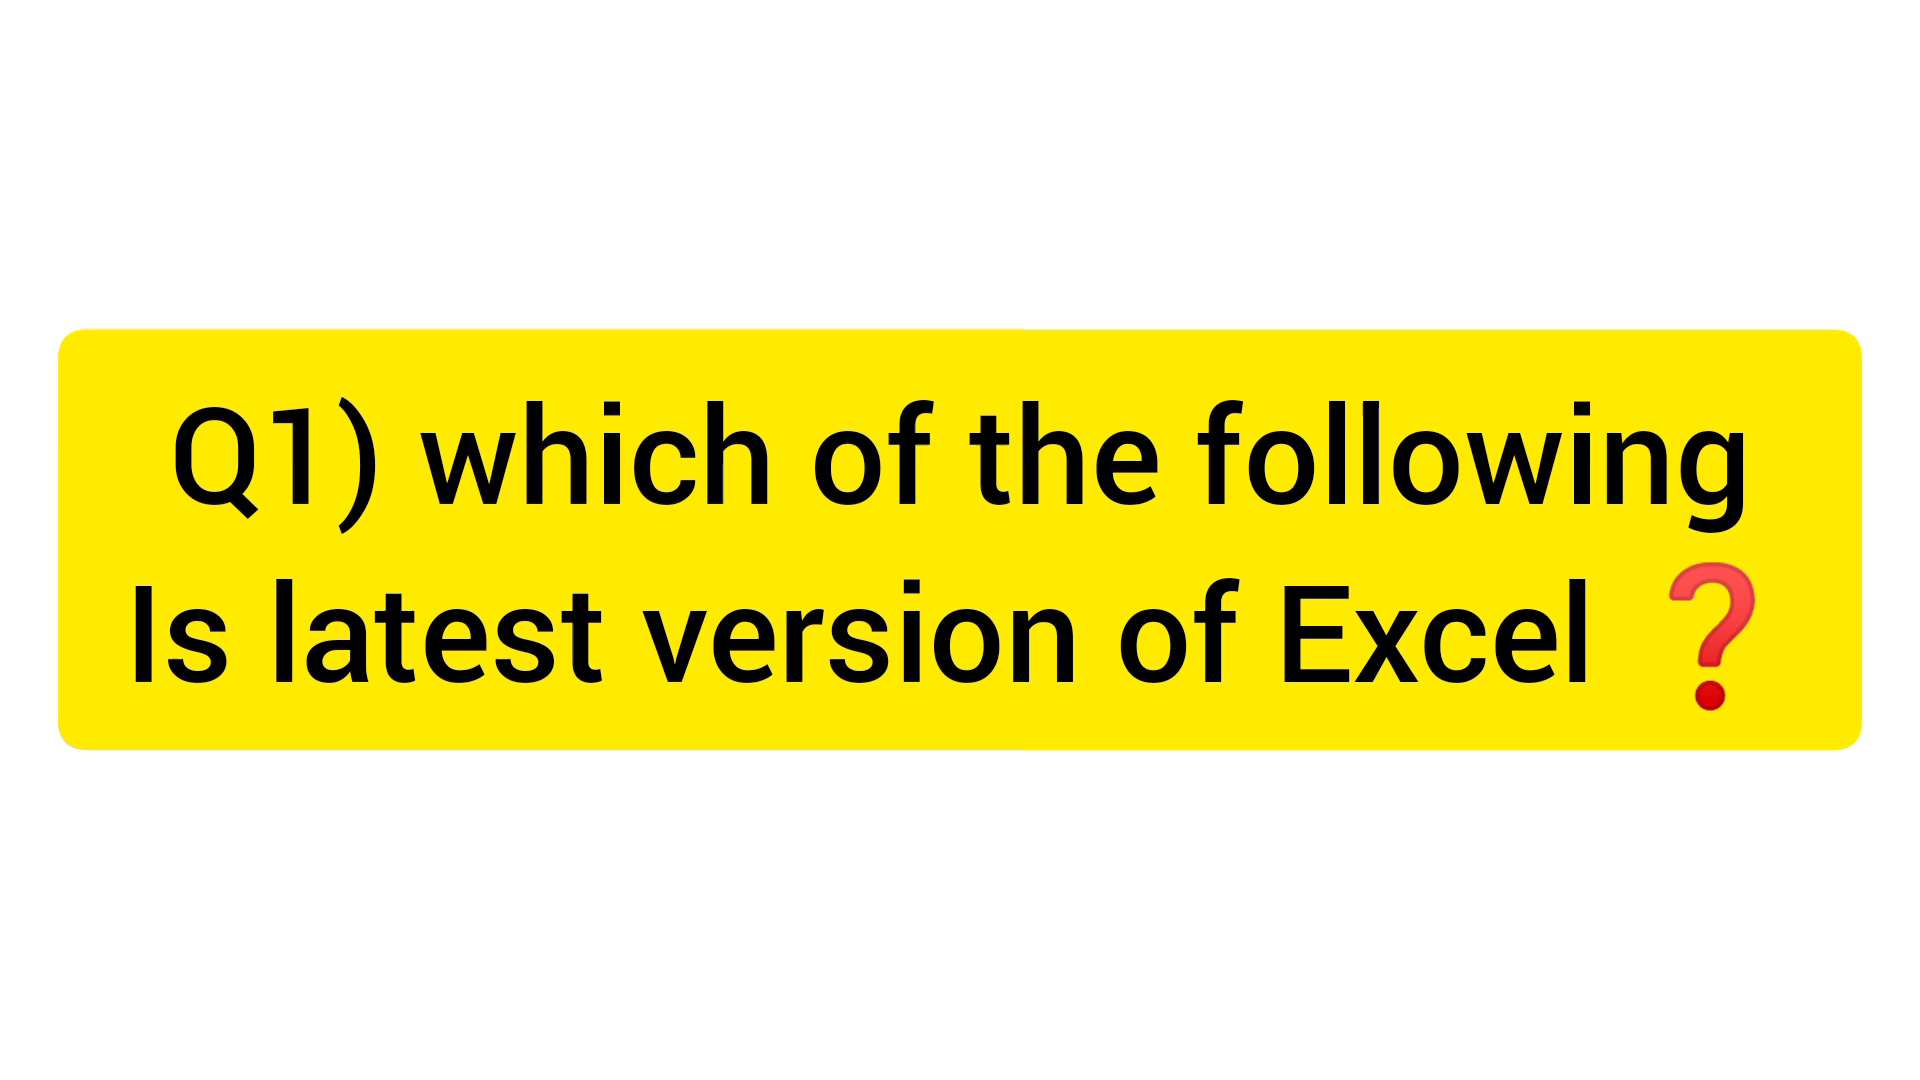 Q1) which of the following
Is latest version of Excel ❓